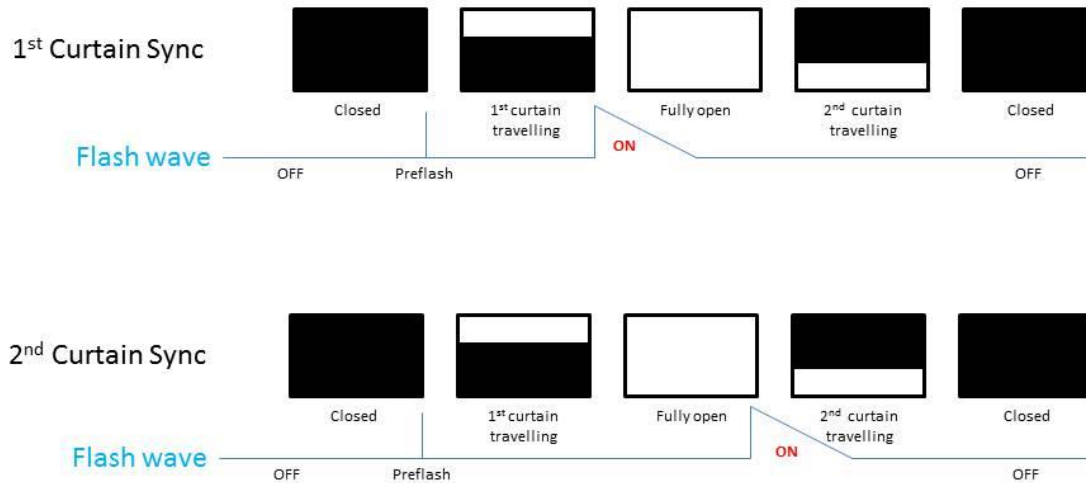 1st Curtain Sync
Closed
1st curtain
travelling
Fully open
2nd curtain
travelling
Closed
ON
Flash wave
OFF
Preflash
OFF
2nd Curtain Sync
Closed
1st curtain
travelling
Fully open
2nd curtain
travelling
Closed
ON
Flash wave
OFF
Preflash
OFF